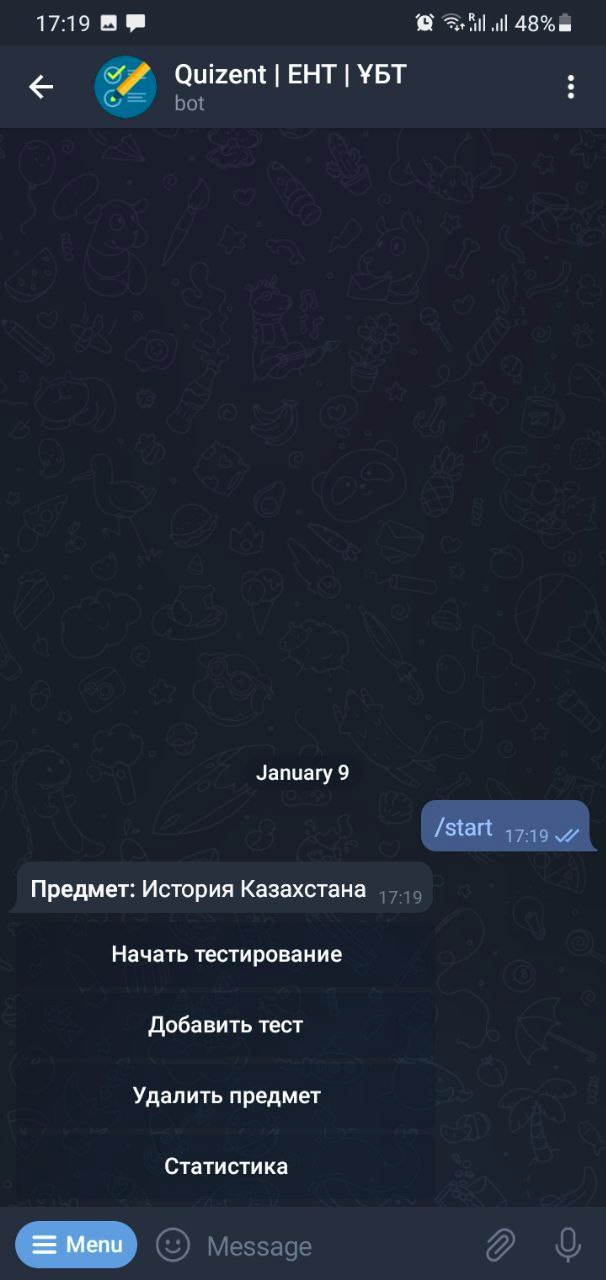 17:19
R 48%
Quizent | ЕНТ | ҰБТ
bot
January 9
/start 17:19
Предмет: История Казахстана 17:19
Начать тестирование
Добавить тест
Удалить предмет
Статистика
Menu Message